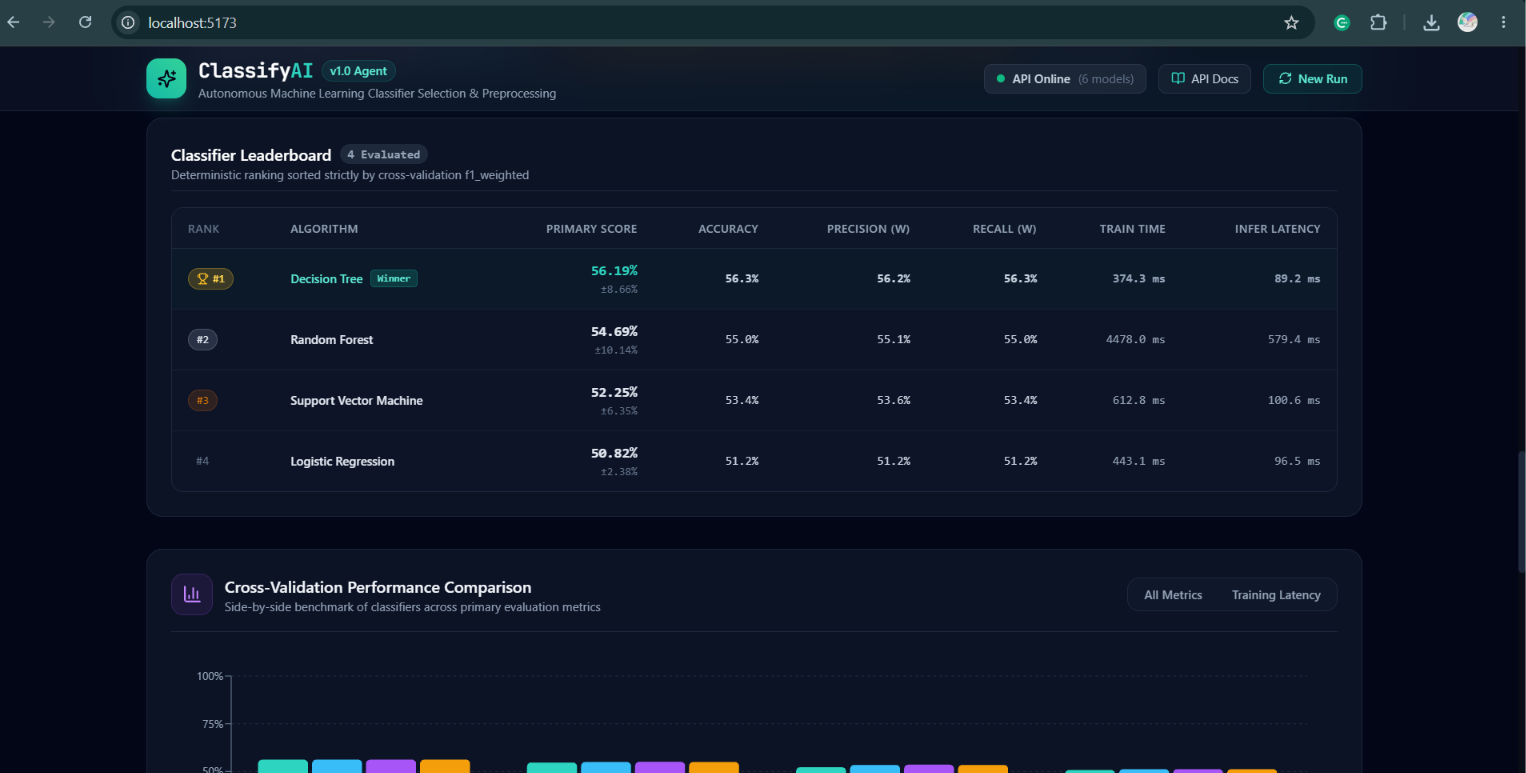 localhost:5173
ClassifyAI v1.0 Agent
Autonomous Machine Learning Classifier Selection & Preprocessing
API Online (6 models)
API Docs
New Run
Classifier Leaderboard 4 Evaluated
Deterministic ranking sorted strictly by cross-validation f1_weighted
RANK ALGORITHM PRIMARY SCORE ACCURACY PRECISION (W) RECALL (W) TRAIN TIME INFER LATENCY
#1 Decision Tree Winner 56.19% 56.3% 56.2% 56.3% 374.3 ms 89.2 ms
±8.66%
#2 Random Forest 54.69% 55.0% 55.1% 55.0% 4478.0 ms 579.4 ms
±10.14%
#3 Support Vector Machine 52.25% 53.4% 53.6% 53.4% 612.8 ms 100.6 ms
±6.35%
#4 Logistic Regression 50.82% 51.2% 51.2% 51.2% 443.1 ms 96.5 ms
±2.38%
Cross-Validation Performance Comparison
Side-by-side benchmark of classifiers across primary evaluation metrics
All Metrics Training Latency
100%
75%
50%